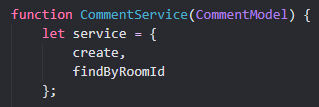 function CommentService(CommentModel) {
    let service = {
        create,
        findByRoomId
    };